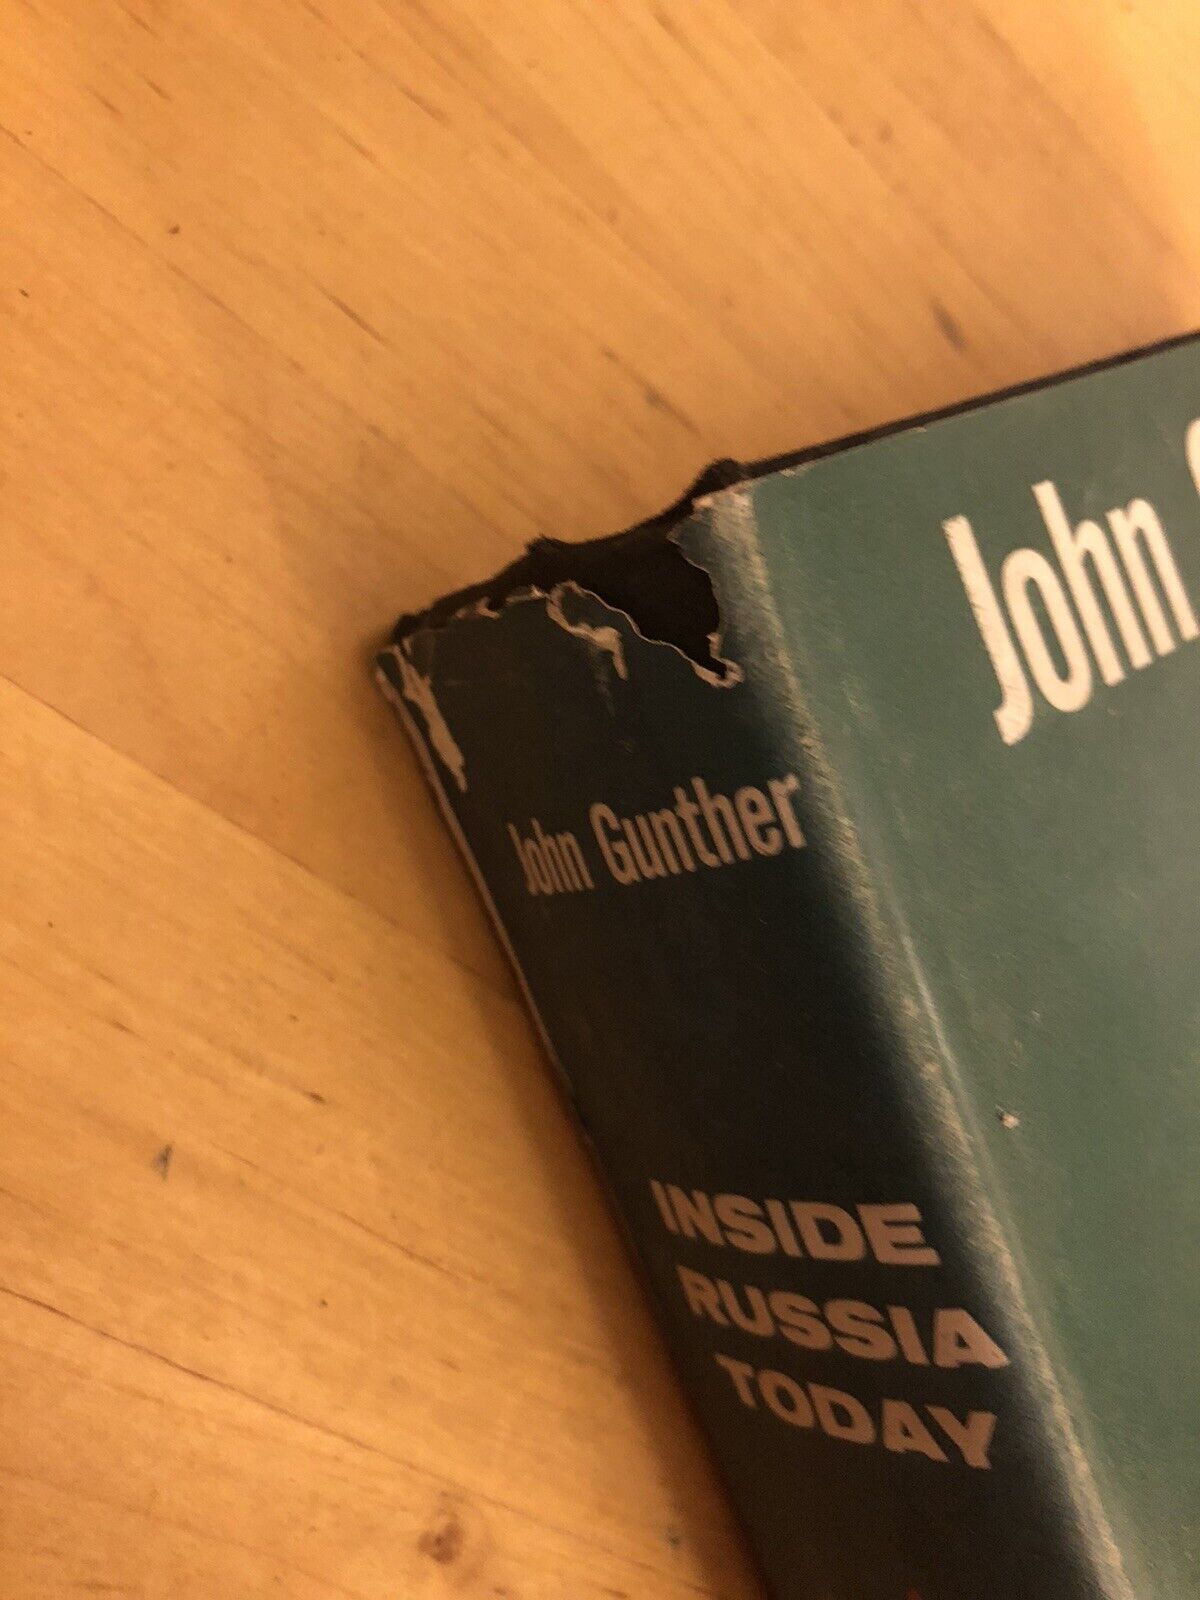 John Gunther
INSIDE
RUSSIA
TODAY
John